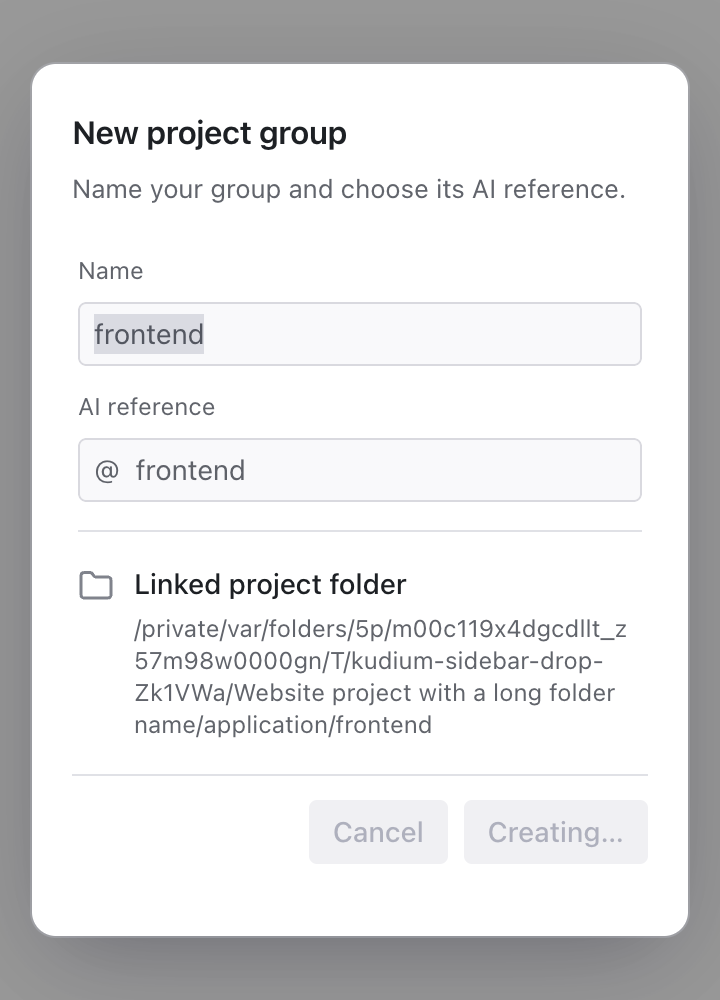 New project group
Name your group and choose its AI reference.
Name
frontend
AI reference
@ frontend
Linked project folder
/private/var/folders/5p/m00c119x4dgcdllt_z
57m98w0000gn/T/kudium-sidebar-drop-
Zk1VWa/Website project with a long folder
name/application/frontend
Cancel
Creating...